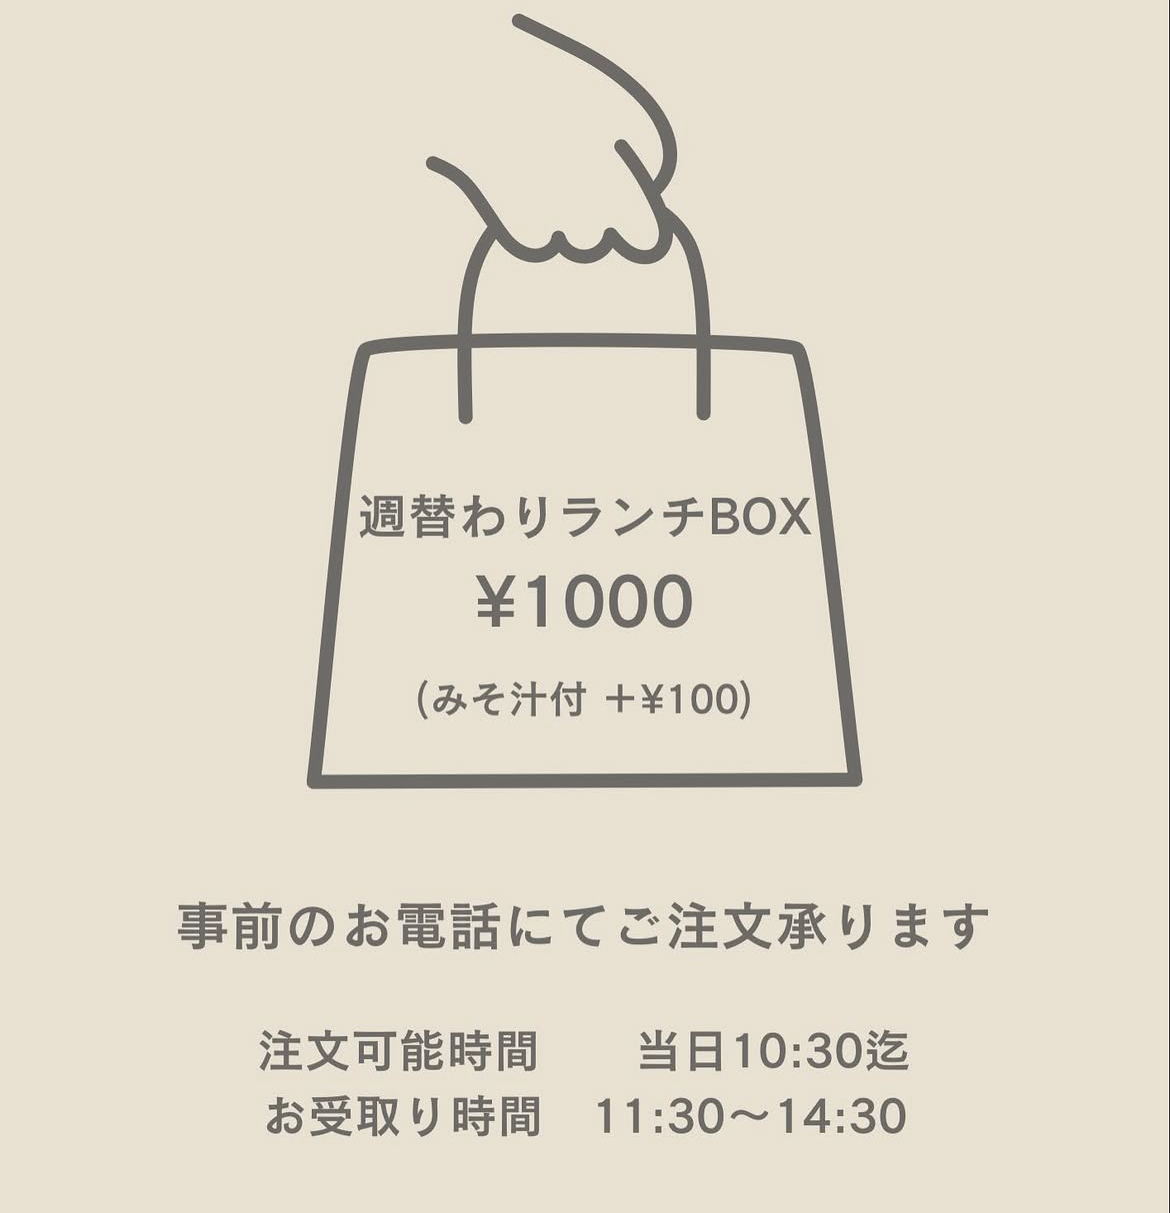 週替わりランチBOX
¥1000
(みそ汁付 +¥100)
事前のお電話にてご注文承ります
注文可能時間　当日10:30迄
お受取り時間　11:30〜14:30